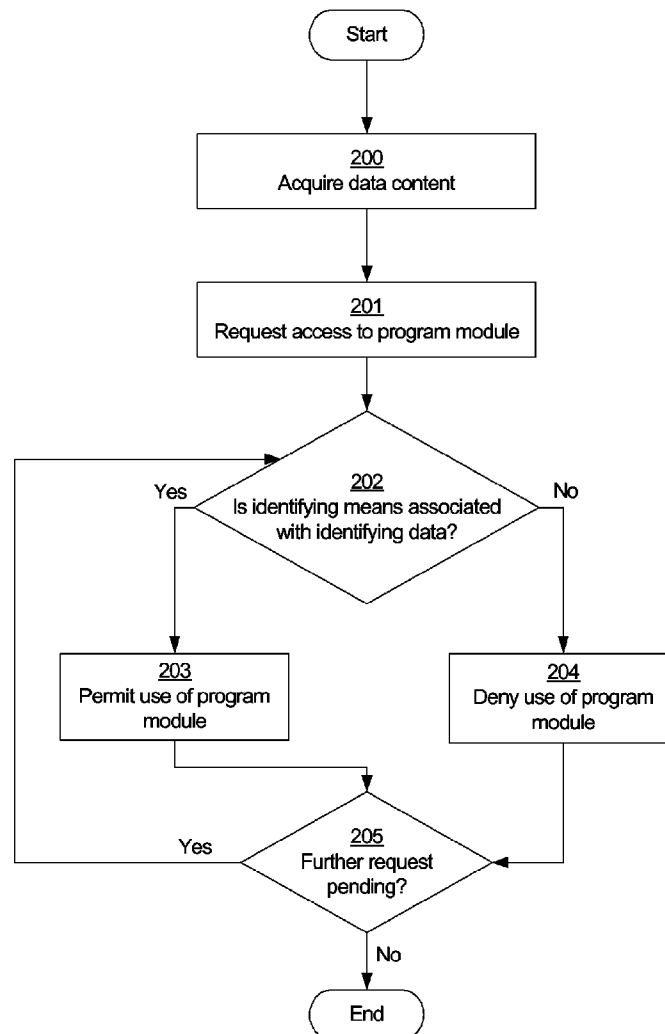 Start
200
Acquire data content
201
Request access to program module
202
Is identifying means associated
with identifying data?
Yes
No
203
Permit use of program
module
204
Deny use of program
module
205
Further request
pending?
Yes
No
End